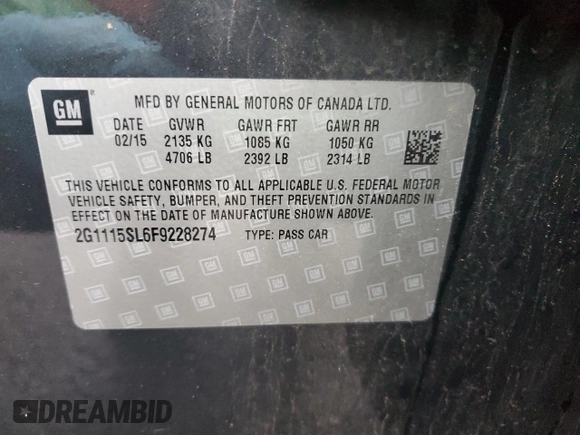 GM
MFD BY GENERAL MOTORS OF CANADA LTD.
DATE GVWR GAWR FRT GAWR RR
02/15 2135 KG 1085 KG 1050 KG
4706 LB 2392 LB 2314 LB
THIS VEHICLE CONFORMS TO ALL APPLICABLE U.S. FEDERAL MOTOR
VEHICLE SAFETY, BUMPER, AND THEFT PREVENTION STANDARDS IN
EFFECT ON THE DATE OF MANUFACTURE SHOWN ABOVE.
2G1115SL6F9228274 TYPE: PASS CAR
DREAMBID